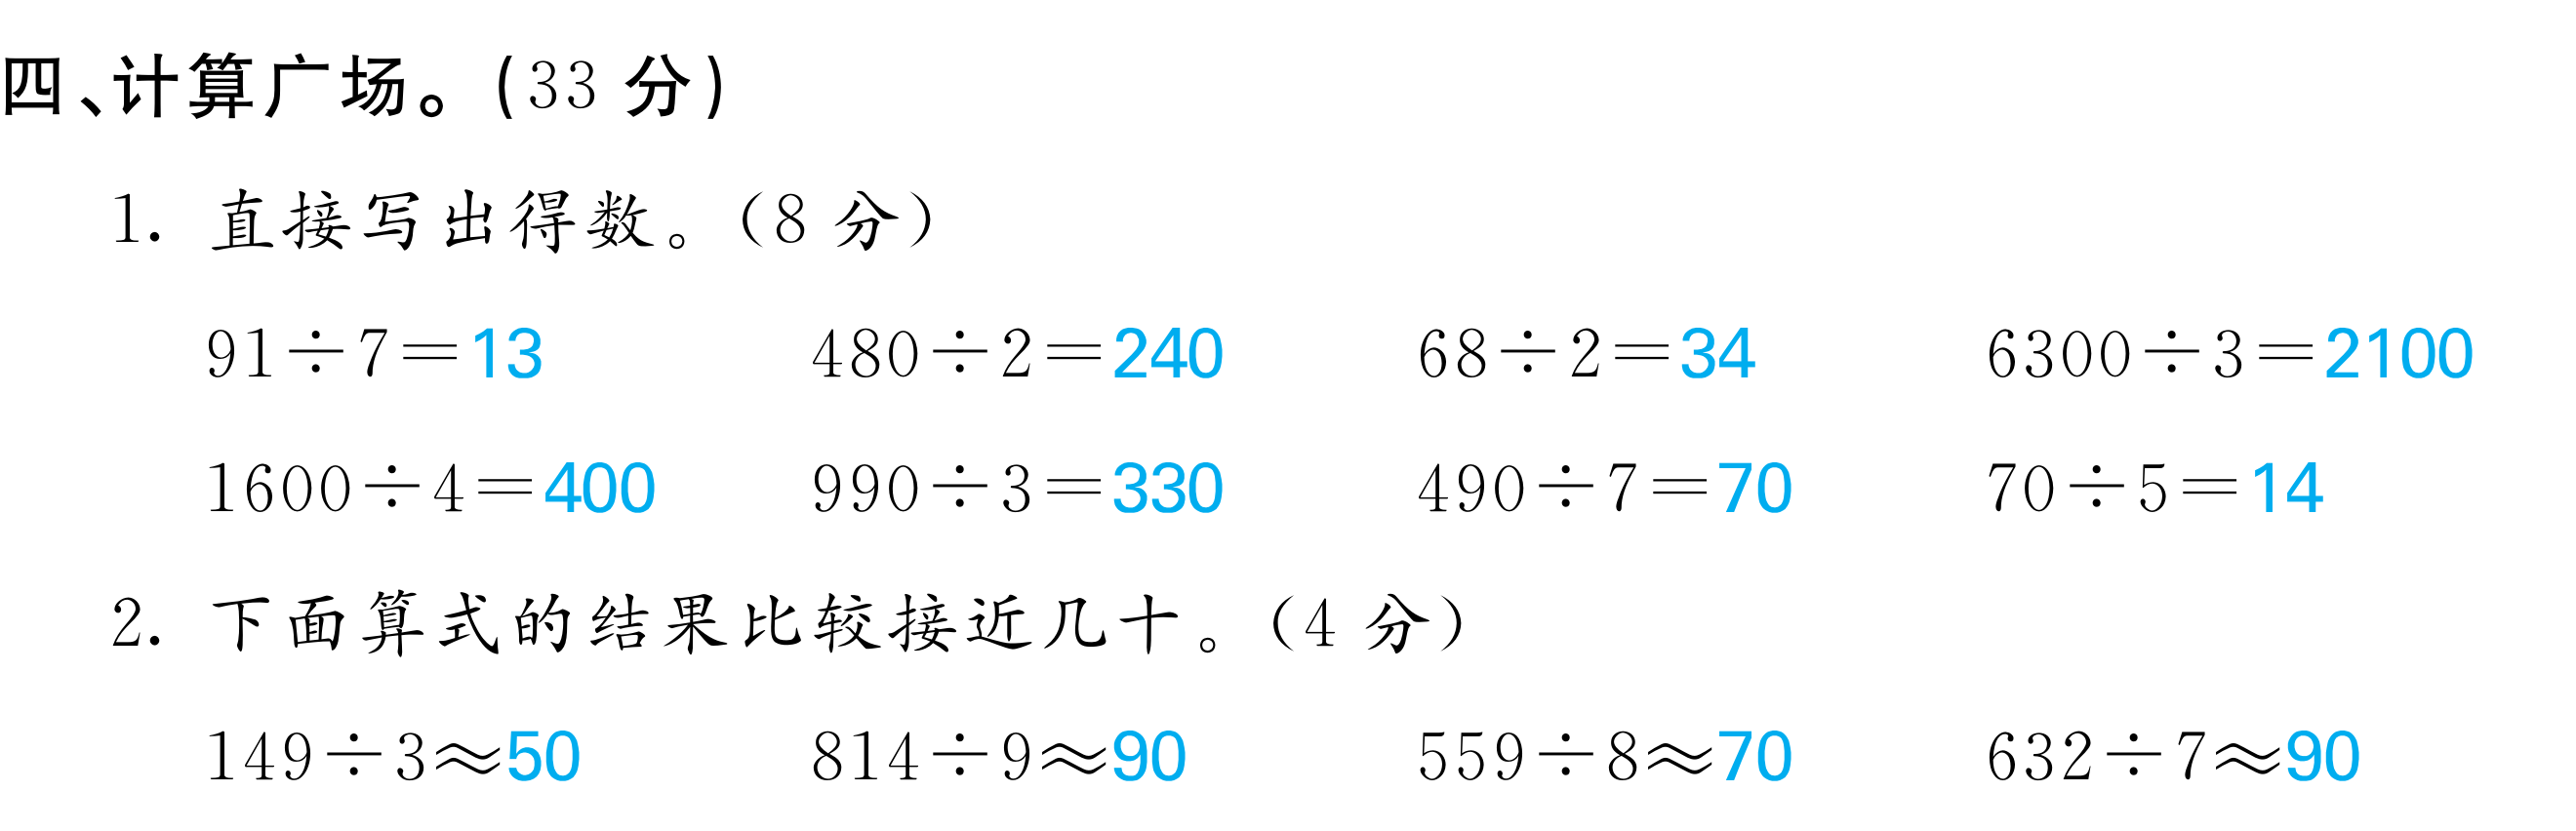 四、计算广场。(33 分)
1. 直接写出得数。(8 分)
91÷7=13 480÷2=240 68÷2=34 6300÷3=2100
1600÷4=400 990÷3=330 490÷7=70 70÷5=14
2. 下面算式的结果比较接近几十。(4 分)
149÷3≈50 814÷9≈90 559÷8≈70 632÷7≈90